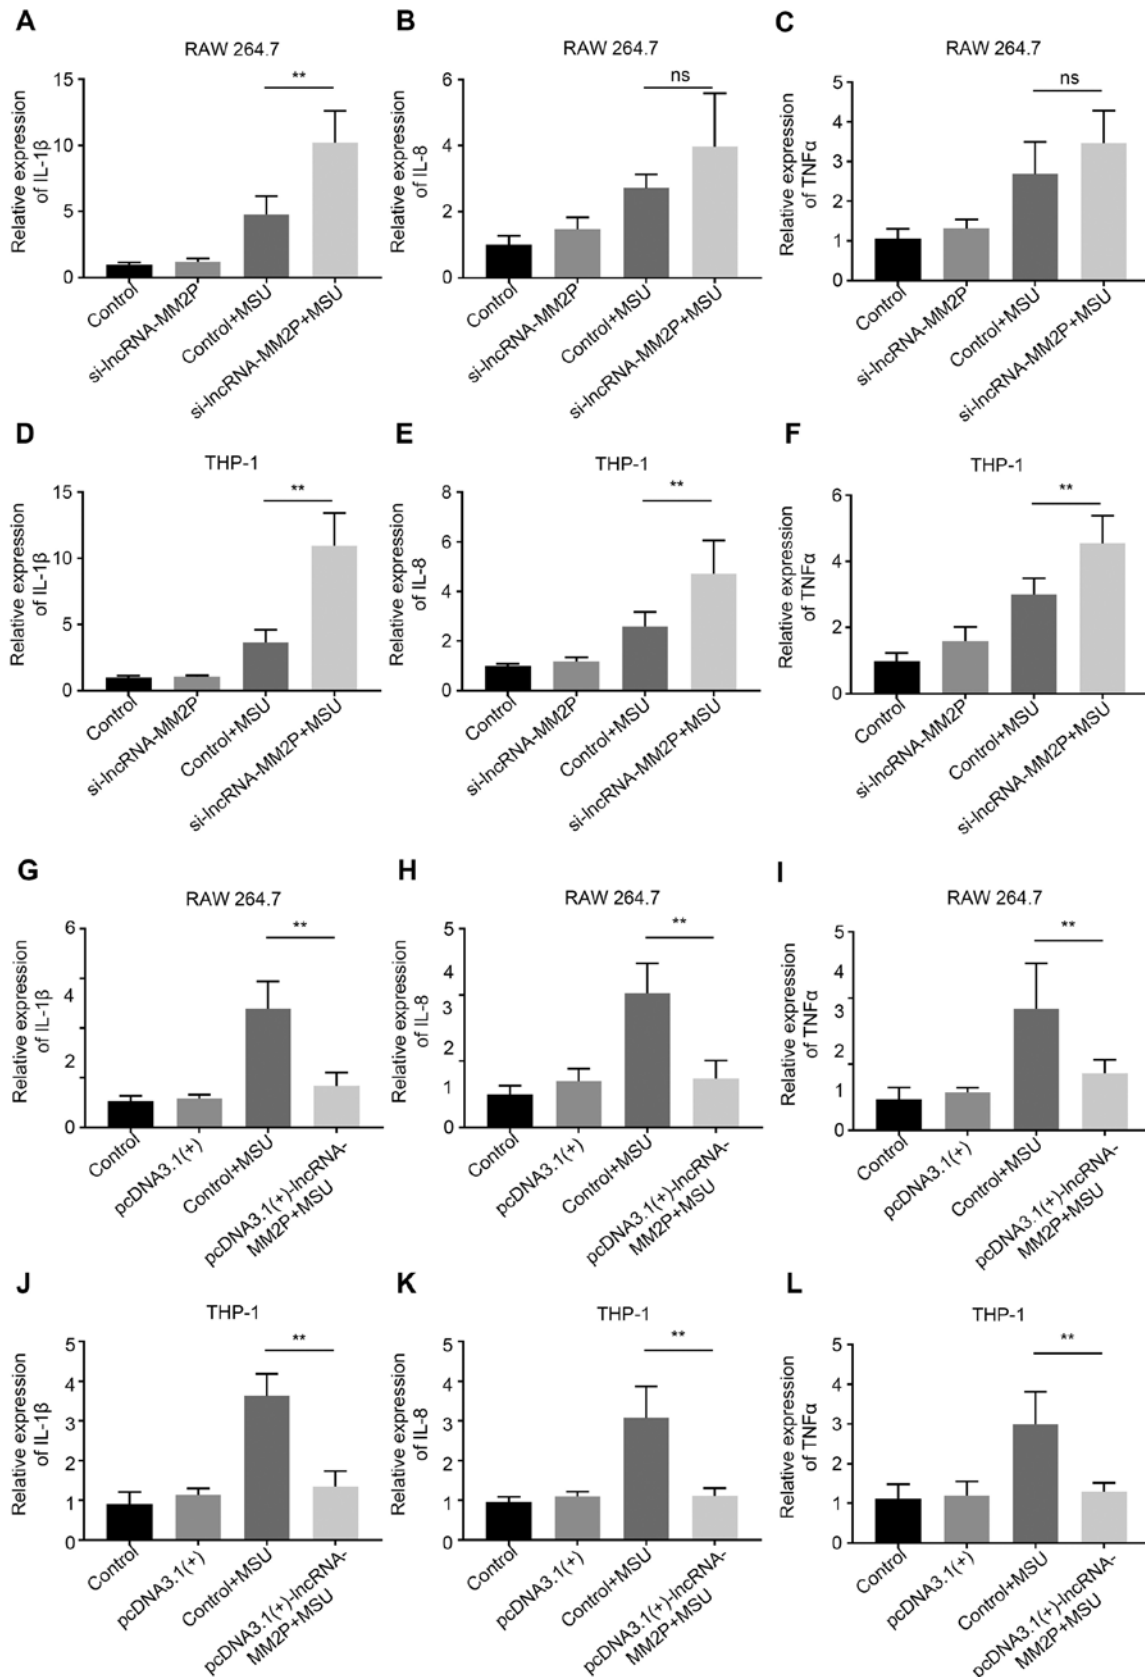 A
RAW 264.7
**
Relative expression
of IL-1β
15
10
5
0
Control
si-lncRNA-MM2P
Control+MSU
si-lncRNA-MM2P+MSU
B
RAW 264.7
ns
Relative expression
of IL-8
6
4
2
0
Control
si-lncRNA-MM2P
Control+MSU
si-lncRNA-MM2P+MSU
C
RAW 264.7
ns
Relative expression
of TNFα
5
4
3
2
1
0
Control
si-lncRNA-MM2P
Control+MSU
si-lncRNA-MM2P+MSU
D
THP-1
**
Relative expression
of IL-1β
15
10
5
0
Control
si-lncRNA-MM2P
Control+MSU
si-lncRNA-MM2P+MSU
E
THP-1
**
Relative expression
of IL-8
8
6
4
2
0
Control
si-lncRNA-MM2P
Control+MSU
si-lncRNA-MM2P+MSU
F
THP-1
**
Relative expression
of TNFα
6
4
2
0
Control
si-lncRNA-MM2P
Control+MSU
si-lncRNA-MM2P+MSU
G
RAW 264.7
**
Relative expression
of IL-1β
6
4
2
0
Control
pcDNA3.1(+)
Control+MSU
pcDNA3.1(+)-lncRNA-
MM2P+MSU
H
RAW 264.7
**
Relative expression
of IL-8
5
4
3
2
1
0
Control
pcDNA3.1(+)
Control+MSU
pcDNA3.1(+)-lncRNA-
MM2P+MSU
I
RAW 264.7
**
Relative expression
of TNFα
5
4
3
2
1
0
Control
pcDNA3.1(+)
Control+MSU
pcDNA3.1(+)-lncRNA-
MM2P+MSU
J
THP-1
**
Relative expression
of IL-1β
5
4
3
2
1
0
Control
pcDNA3.1(+)
Control+MSU
pcDNA3.1(+)-lncRNA-
MM2P+MSU
K
THP-1
**
Relative expression
of IL-8
5
4
3
2
1
0
Control
pcDNA3.1(+)
Control+MSU
pcDNA3.1(+)-lncRNA-
MM2P+MSU
L
THP-1
**
Relative expression
of TNFα
5
4
3
2
1
0
Control
pcDNA3.1(+)
Control+MSU
pcDNA3.1(+)-lncRNA-
MM2P+MSU